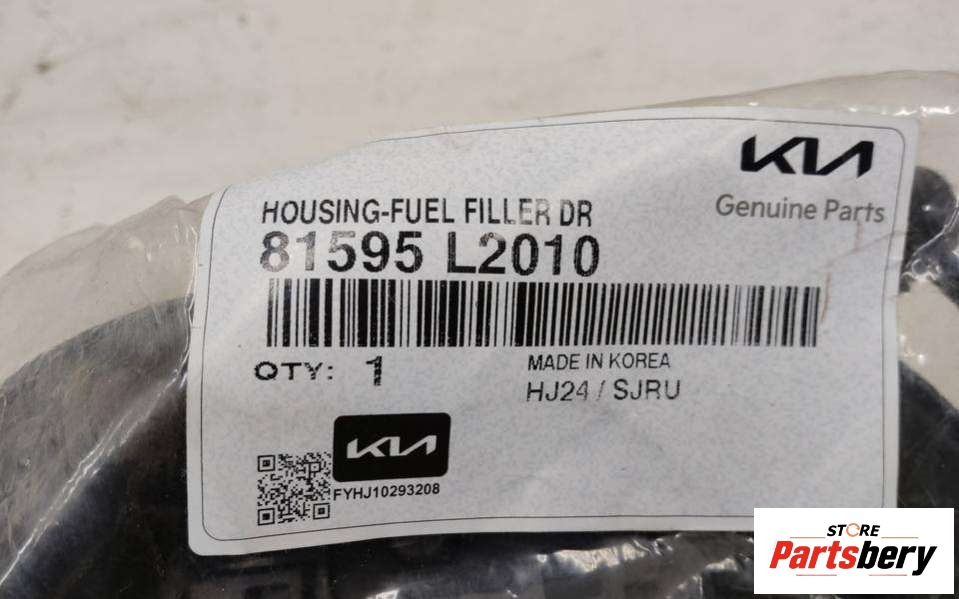 KIA
Genuine Parts
HOUSING-FUEL FILLER DR
81595 L2010
QTY: 1
MADE IN KOREA
HJ24 / SJRU
KIA
FYHJ10293208
STORE
Partsbery